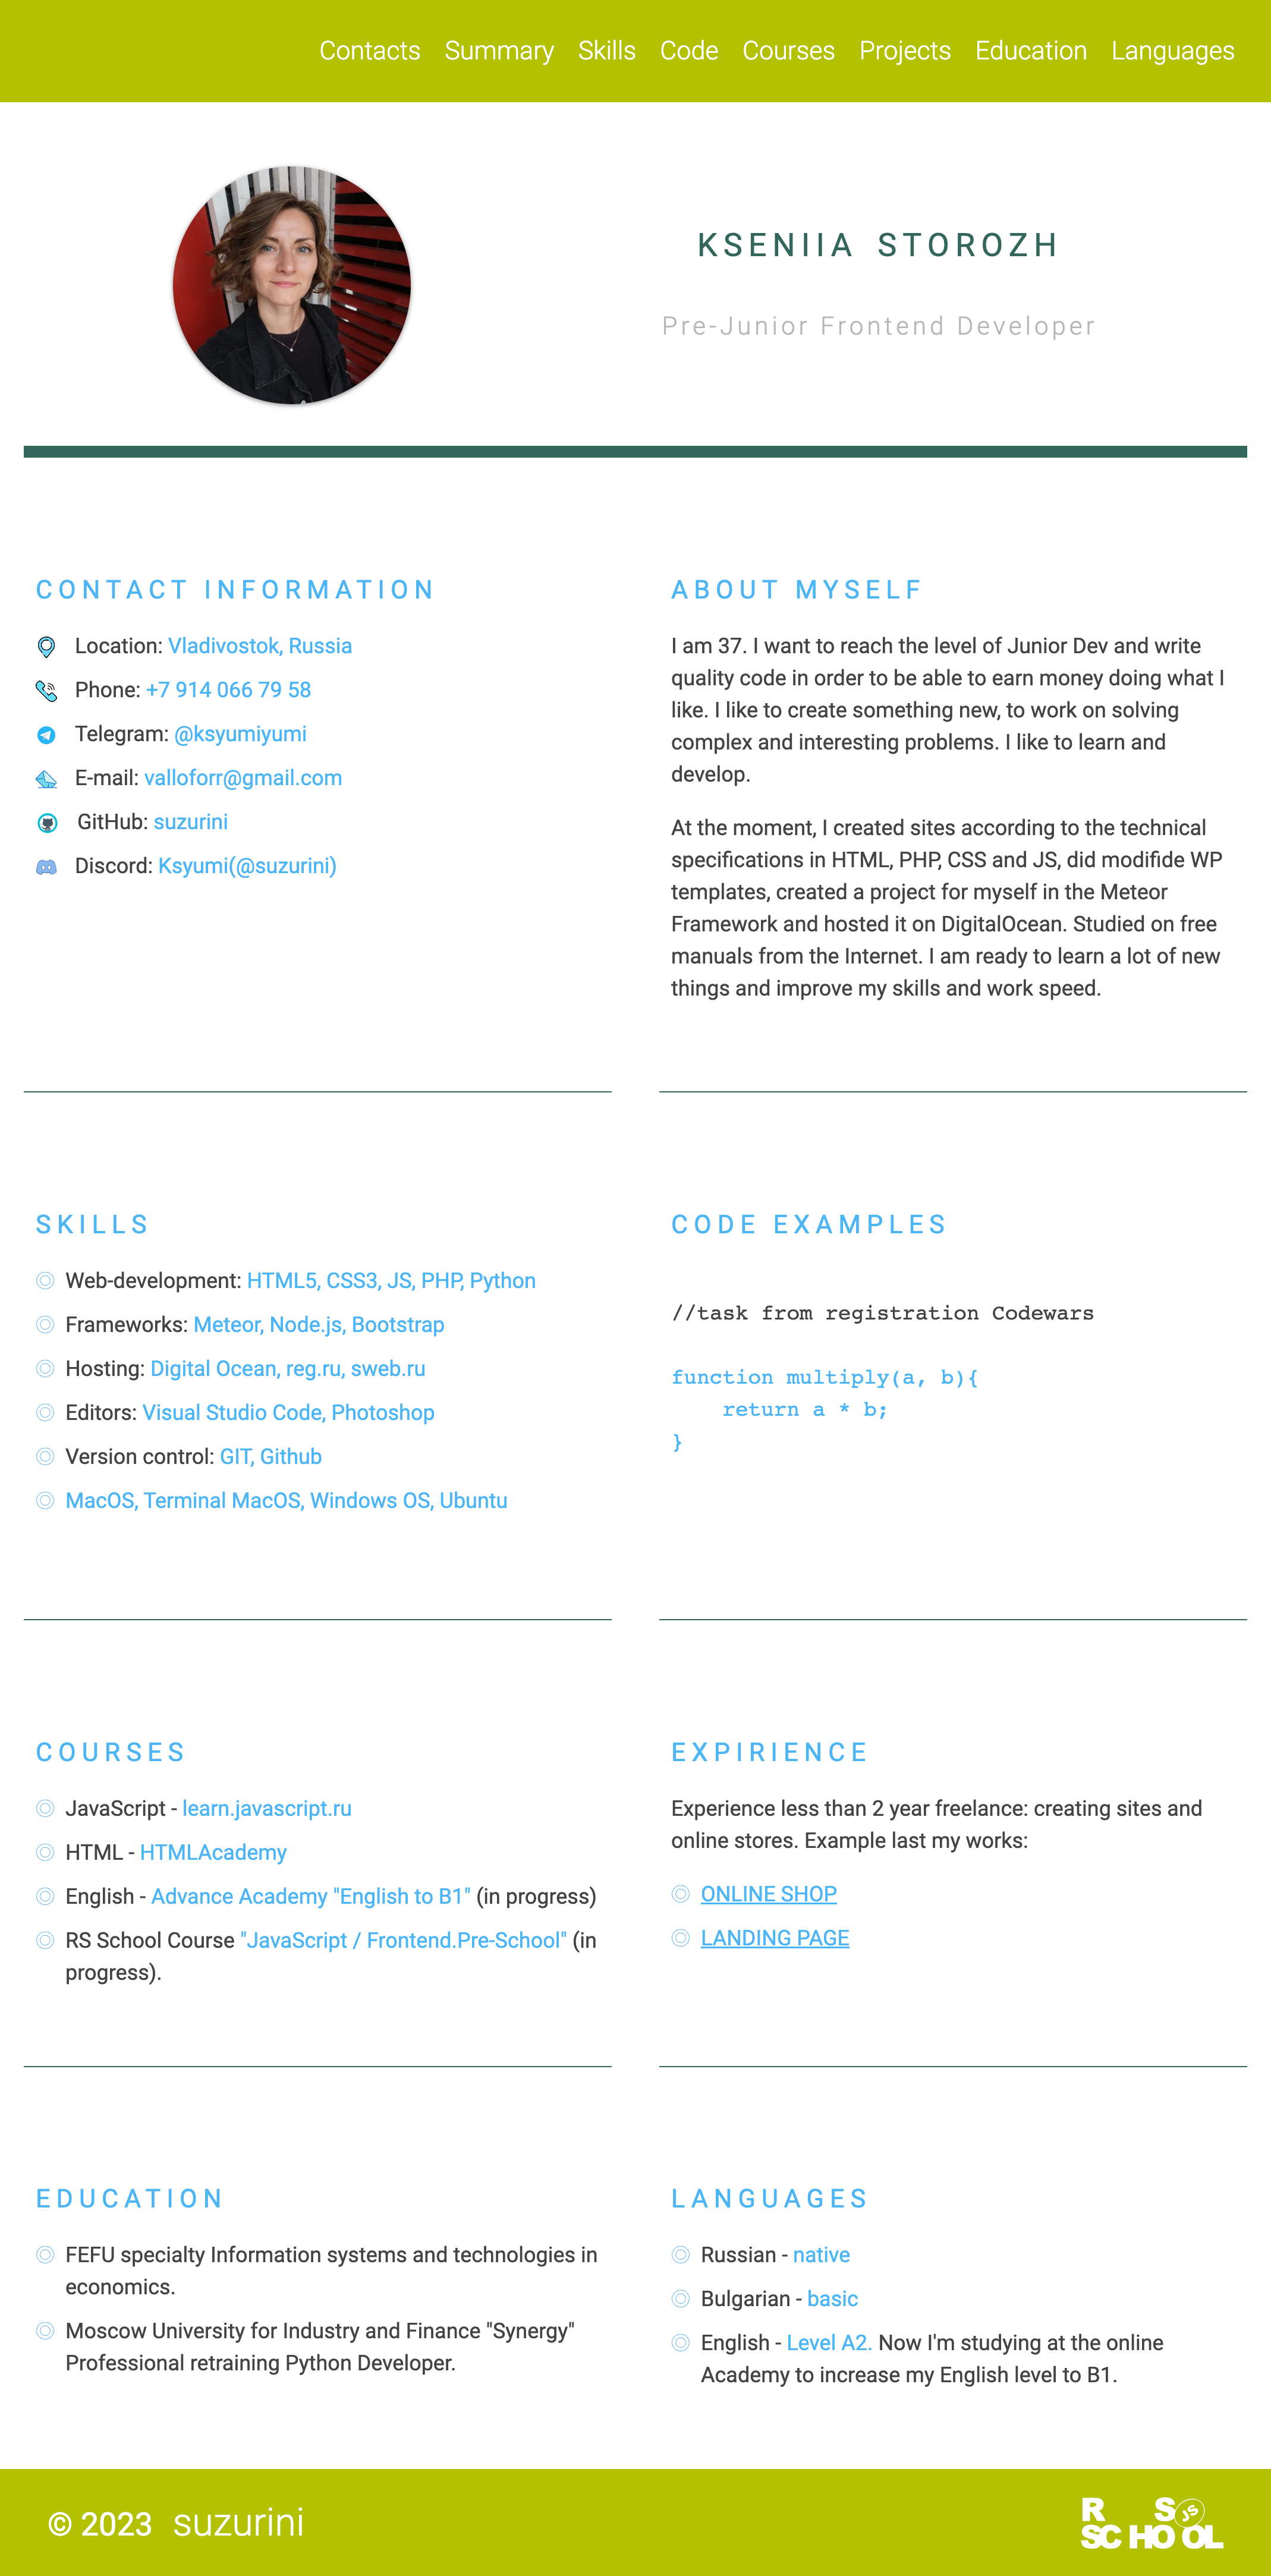 Contacts Summary Skills Code Courses Projects Education Languages
KSENIIA STOROZH
Pre-Junior Frontend Developer
CONTACT INFORMATION
Location: Vladivostok, Russia
Phone: +7 914 066 79 58
Telegram: @ksyumiyumi
E-mail: valloforr@gmail.com
GitHub: suzurini
Discord: Ksyumi(@suzurini)
ABOUT MYSELF
I am 37. I want to reach the level of Junior Dev and write
quality code in order to be able to earn money doing what I
like. I like to create something new, to work on solving
complex and interesting problems. I like to learn and
develop.
At the moment, I created sites according to the technical
specifications in HTML, PHP, CSS and JS, did modifide WP
templates, created a project for myself in the Meteor
Framework and hosted it on DigitalOcean. Studied on free
manuals from the Internet. I am ready to learn a lot of new
things and improve my skills and work speed.
SKILLS
Web-development: HTML5, CSS3, JS, PHP, Python
Frameworks: Meteor, Node.js, Bootstrap
Hosting: Digital Ocean, reg.ru, sweb.ru
Editors: Visual Studio Code, Photoshop
Version control: GIT, Github
MacOS, Terminal MacOS, Windows OS, Ubuntu
CODE EXAMPLES
//task from registration Codewars
function multiply(a, b){
return a * b;
}
COURSES
JavaScript - learn.javascript.ru
HTML - HTMLAcademy
English - Advance Academy "English to B1" (in progress)
RS School Course "JavaScript / Frontend.Pre-School" (in
progress).
EXPIRIENCE
Experience less than 2 year freelance: creating sites and
online stores. Example last my works:
ONLINE SHOP
LANDING PAGE
EDUCATION
FEFU specialty Information systems and technologies in
economics.
Moscow University for Industry and Finance "Synergy"
Professional retraining Python Developer.
LANGUAGES
Russian - native
Bulgarian - basic
English - Level A2. Now I'm studying at the online
Academy to increase my English level to B1.
© 2023 suzurini
RS JS
SCHOOL